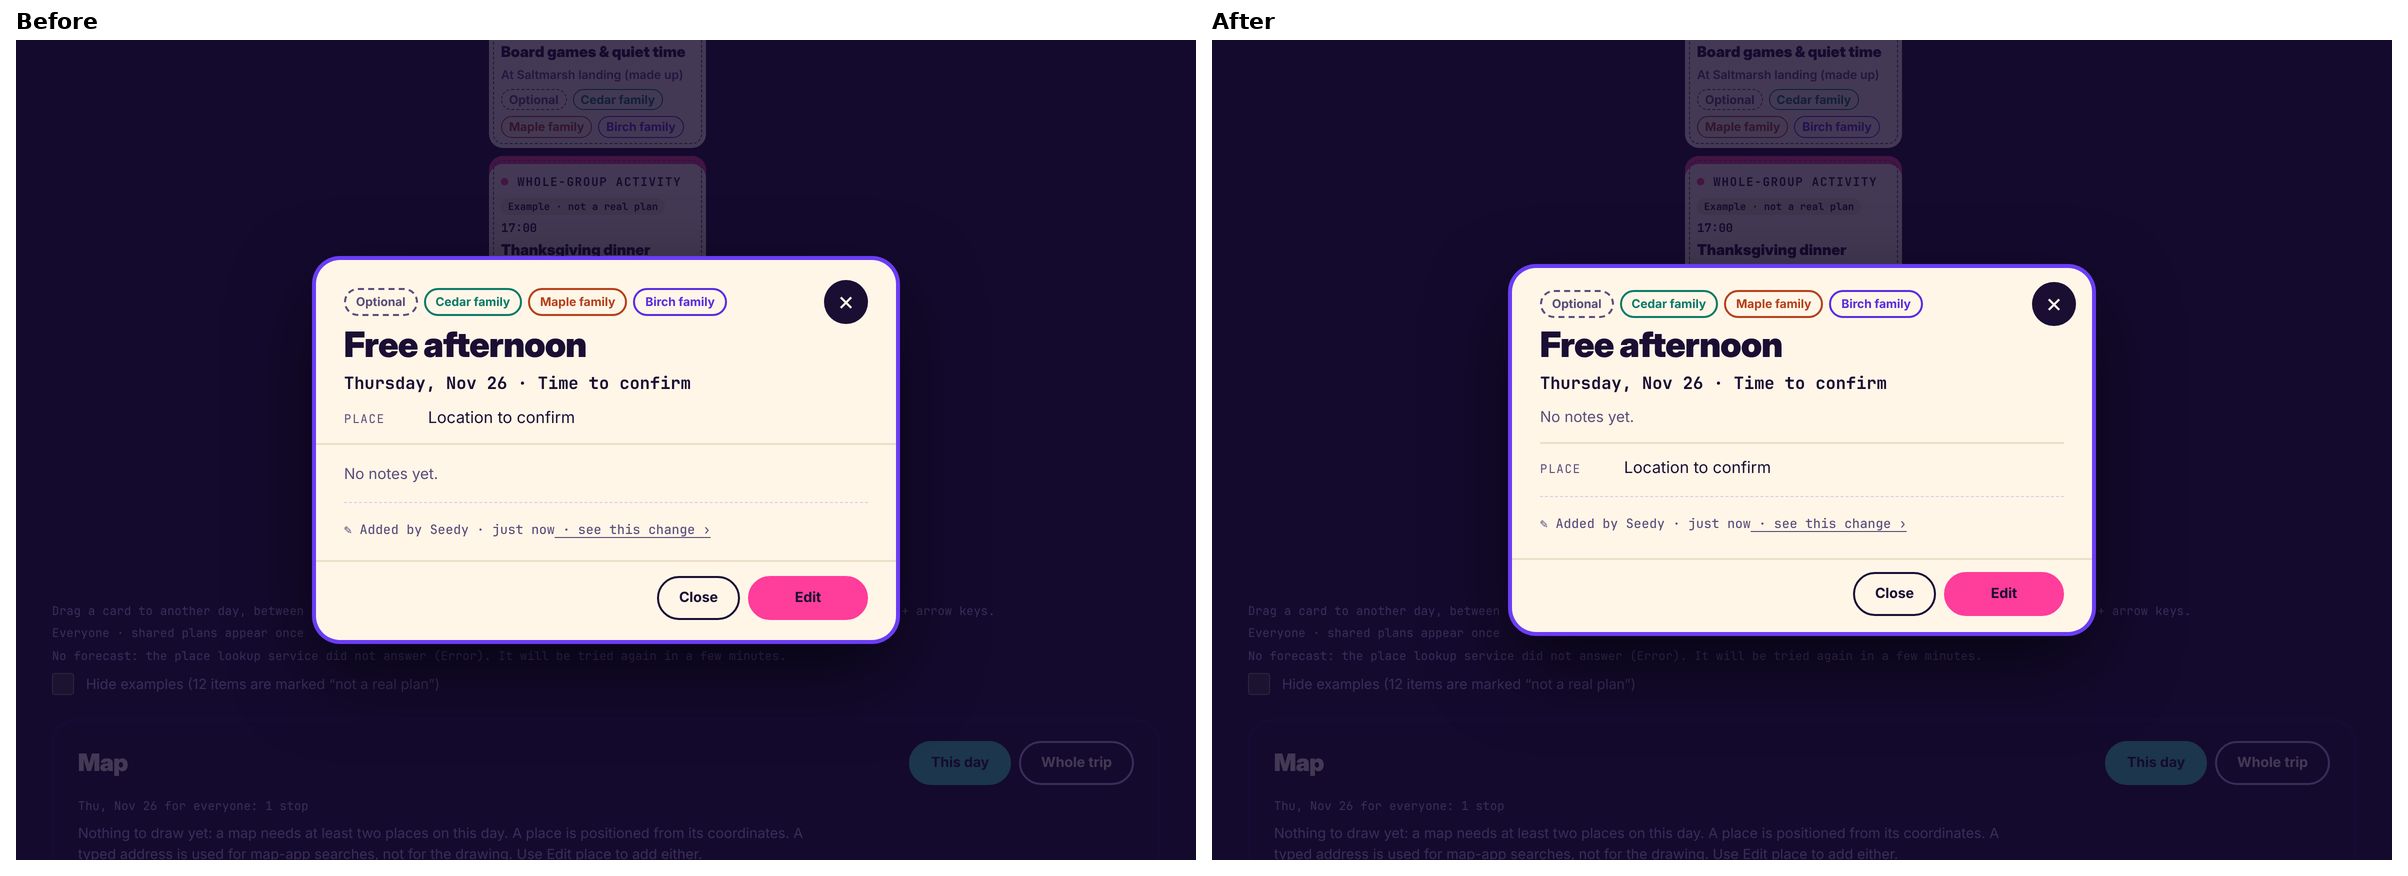 Before
Board games & quiet time
At Saltmarsh landing (made up)
Optional
Cedar family
Maple family
Birch family
WHOLE-GROUP ACTIVITY
Example · not a real plan
17:00
Thanksgiving dinner
Optional
Cedar family
Maple family
Birch family
×
Free afternoon
Thursday, Nov 26 · Time to confirm
PLACE
Location to confirm
No notes yet.
✎ Added by Seedy · just now · see this change ›
Close
Edit
Drag a card to another day, between
+ arrow keys.
Everyone · shared plans appear once
No forecast: the place lookup service did not answer (Error). It will be tried again in a few minutes.
Hide examples (12 items are marked “not a real plan”)
Map
This day
Whole trip
Thu, Nov 26 for everyone: 1 stop
Nothing to draw yet: a map needs at least two places on this day. A place is positioned from its coordinates. A
typed address is used for map-app searches, not for the drawing. Use Edit place to add either.
After
Board games & quiet time
At Saltmarsh landing (made up)
Optional
Cedar family
Maple family
Birch family
WHOLE-GROUP ACTIVITY
Example · not a real plan
17:00
Thanksgiving dinner
Optional
Cedar family
Maple family
Birch family
×
Free afternoon
Thursday, Nov 26 · Time to confirm
No notes yet.
PLACE
Location to confirm
✎ Added by Seedy · just now · see this change ›
Close
Edit
Drag a card to another day, between
+ arrow keys.
Everyone · shared plans appear once
No forecast: the place lookup service did not answer (Error). It will be tried again in a few minutes.
Hide examples (12 items are marked “not a real plan”)
Map
This day
Whole trip
Thu, Nov 26 for everyone: 1 stop
Nothing to draw yet: a map needs at least two places on this day. A place is positioned from its coordinates. A
typed address is used for map-app searches, not for the drawing. Use Edit place to add either.